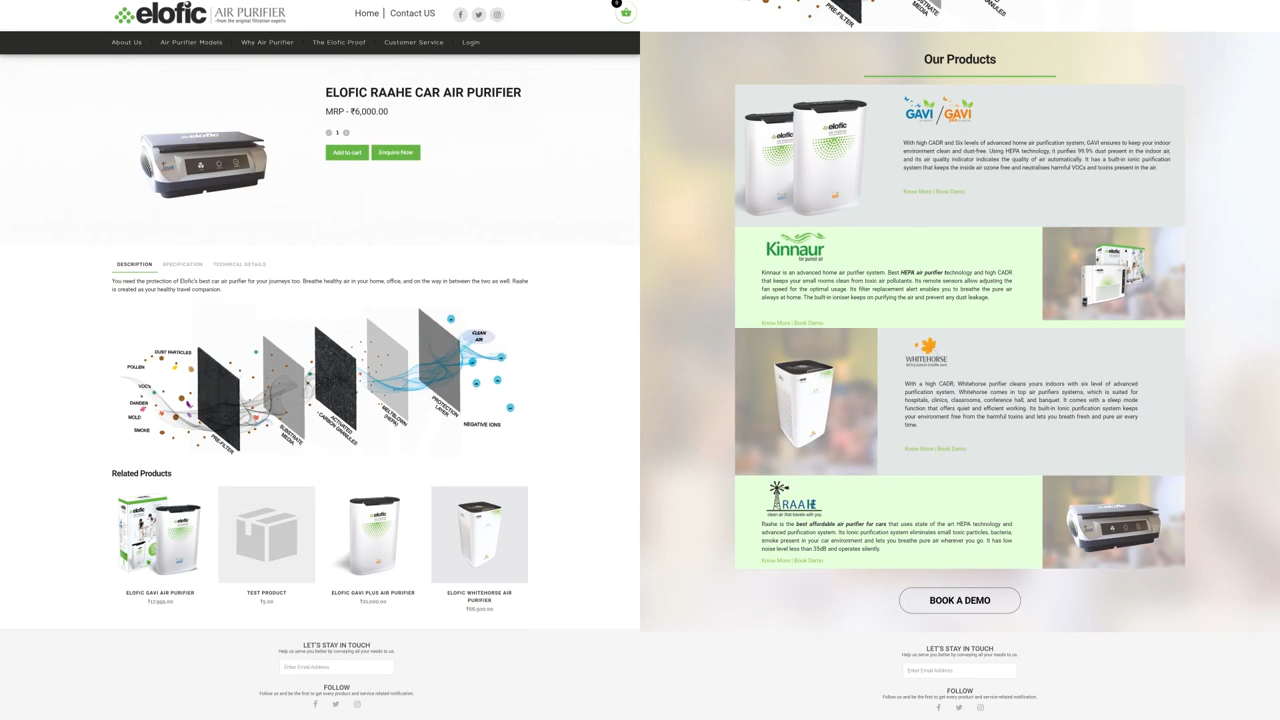 elofic AIR PURIFIER
-from the original filtration experts
Home | Contact US
0
About Us
Air Purifier Models
Why Air Purifier
The Elofic Proof
Customer Service
Login
ELOFIC RAAHE CAR AIR PURIFIER
MRP - ₹6,000.00
1
Add to cart
Enquire Now
elofic
DESCRIPTION
SPECIFICATION
TECHNICAL DETAILS
You need the protection of Elofic's best car air purifier for your journeys too. Breathe healthy air in your home, office, and on the way in between the two as well. Raahe
is created as your healthy travel companion.
DUST PARTICLES
POLLEN
VOC's
DANDER
MOLD
SMOKE
PRE-FILTER
SUBSTRATE
MEDIA
ACTIVATED
CARBON GRANULES
MELTBLOWN
(HEPA)
PROTECTION
LAYER
CLEAN
AIR
NEGATIVE IONS
Related Products
elofic
elofic
ELOFIC GAVI AIR PURIFIER
₹17,995.00
TEST PRODUCT
₹5.00
ELOFIC GAVI PLUS AIR PURIFIER
₹21,000.00
ELOFIC WHITEHORSE AIR
PURIFIER
₹66,500.00
LET'S STAY IN TOUCH
Help us serve you better by conveying all your needs to us.
Enter Email Address
FOLLOW
Follow us and be the first to get every product and service related notification.
PRE-FILTER
MEDIA
Our Products
elofic
elofic
GAVI / GAVI
With high CADR and Six levels of advanced home air purification system, GAVI ensures to keep your indoor
environment clean and dust-free. Using HEPA technology, it purifies 99.9% dust present in the indoor air,
and its air quality indicator indicates the quality of air automatically. It has a built-in ionic purification
system that keeps the inside air ozone free and neutralises harmful VOCs and toxins present in the air.
Know More | Book Demo
Kinnaur
for purest air
Kinnaur is an advanced home air purifier system. Best HEPA air purifier technology and high CADR
that keeps your small rooms clean from toxic air pollutants. Its remote sensors allow adjusting the
fan speed for the optimal usage. Its filter replacement alert enables you to breathe the pure air
always at home. The built-in ioniser keeps on purifying the air and prevent any dust leakage.
Know More | Book Demo
WHITEHORSE
With a high CADR, Whitehorse purifier cleans yours indoors with six level of advanced
purification system. Whitehorse comes in top air purifiers systems, which is suited for
hospitals, clinics, classrooms, conference hall, and banquet. It comes with a sleep mode
function that offers quiet and efficient working. Its built-in Ionic purification system keeps
your environment free from the harmful toxins and lets you breath fresh and pure air every
time.
Know More | Book Demo
RAAHE
clean air that travels with you
Raahe is the best affordable air purifier for cars that uses state of the art HEPA technology and
advanced purification system. Its Ionic purification system eliminates small toxic particles, bacteria,
smoke present in your car environment and lets you breathe pure air wherever you go. It has low
noise level less than 35dB and operates silently.
Know More | Book Demo
BOOK A DEMO
LET'S STAY IN TOUCH
Help us serve you better by conveying all your needs to us.
Enter Email Address
FOLLOW
Follow us and be the first to get every product and service related notification.